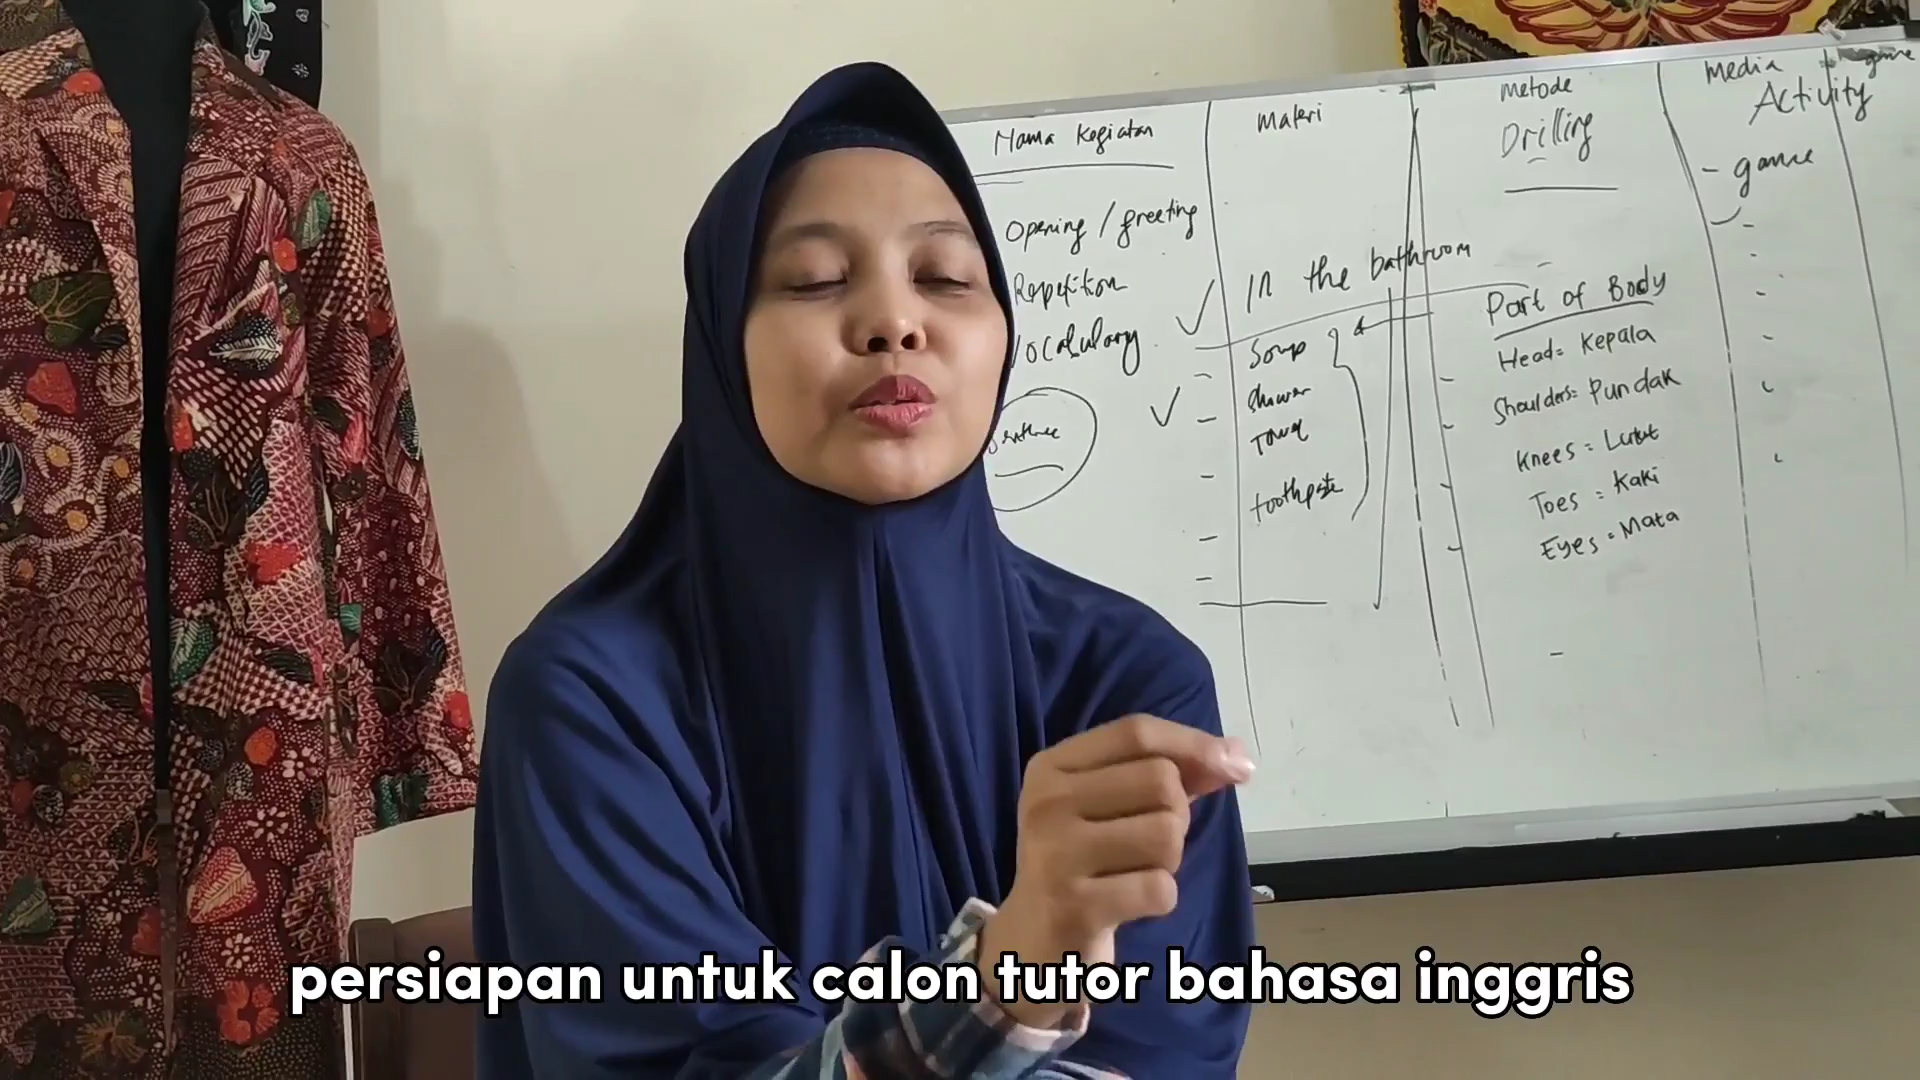 Nama Kegiatan
Opening / greeting
Repetition
Vocabulary
Materi
In the bathroom
Soap
Shower
Towel
toothpaste
Metode
Drilling
Part of Body
Head = Kepala
Shoulders = Pundak
Knees = Lutut
Toes = Kaki
Eyes = Mata
Media
game
Activity
- game
persiapan untuk calon tutor bahasa inggris